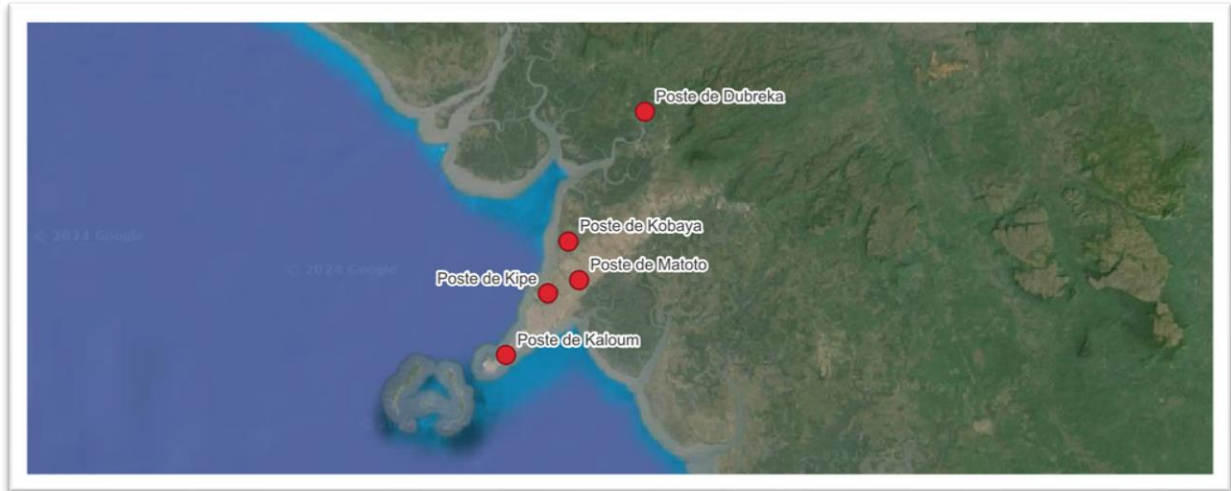 Poste de Dubreka
© 2024 Google
Poste de Kobaya
© 2024 Google
Poste de Matoto
Poste de Kipe
Poste de Kaloum